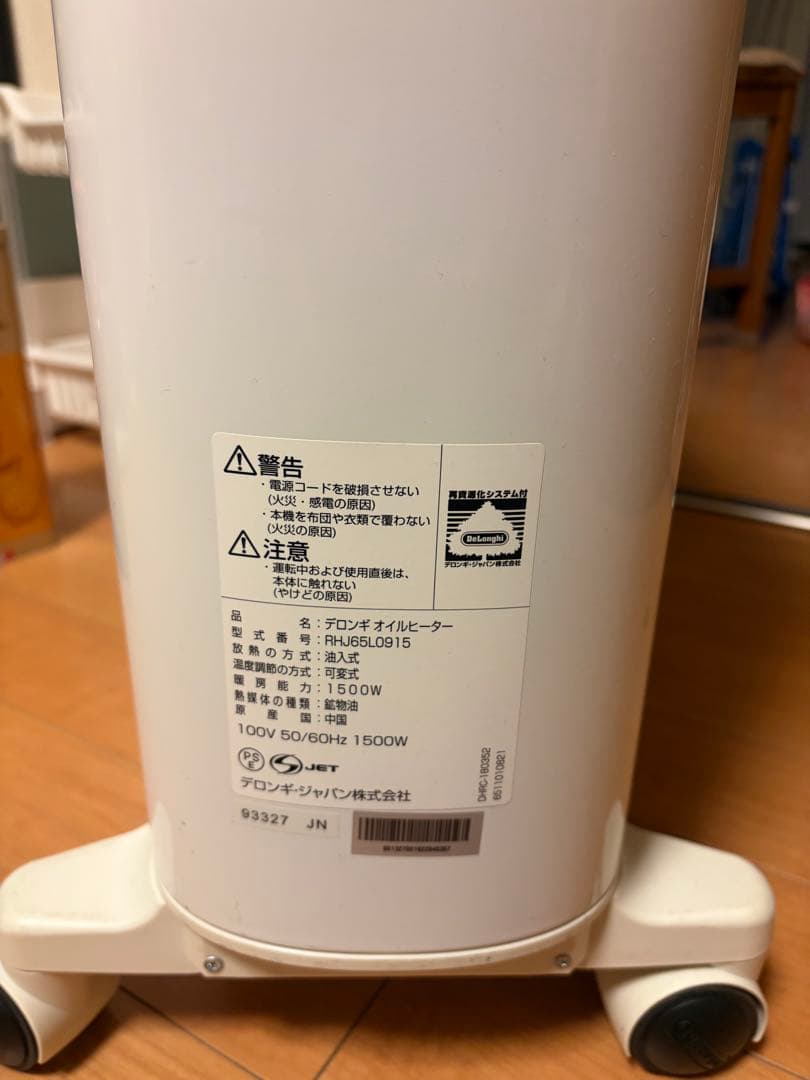 警告
・電源コードを破損させない
(火災・感電の原因)
・本機を布団や衣類で覆わない
(火災の原因)
注意
・運転中および使用直後は、
本体に触れない
(やけどの原因)
再資源化システム付
DeLonghi
デロンギ・ジャパン株式会社
品名：デロンギ オイルヒーター
型式番号：RHJ65L0915
放熱の方式：油入式
温度調節の方式：可変式
暖房能力：1500W
熱媒体の種類：鉱物油
原産国：中国
100V 50/60Hz 1500W
PSE
JET
デロンギ・ジャパン株式会社
DHRC-180352
6511010821
93327 JN